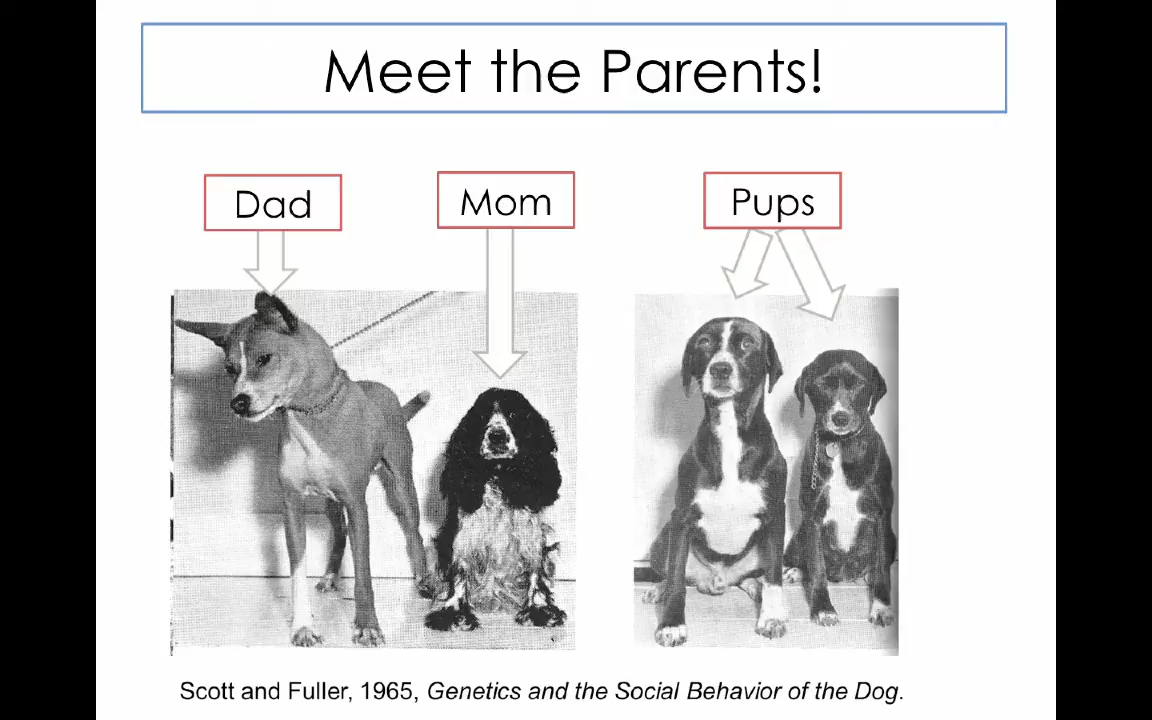 Meet the Parents!
Dad
Mom
Pups
Scott and Fuller, 1965, Genetics and the Social Behavior of the Dog.